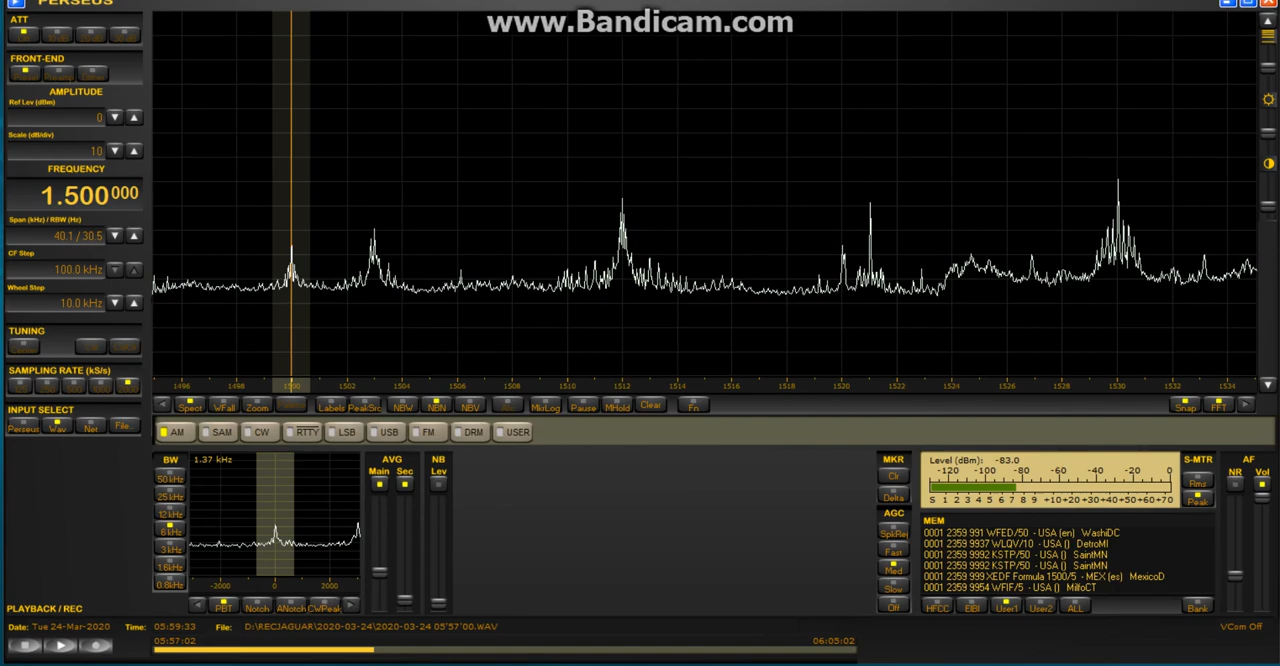 PERSEUS
www.Bandicam.com
ATT
FRONT-END
AMPLITUDE
Ref Lev (dBm)
0
Scale (dB/div)
10
FREQUENCY
1.500000
Span (kHz) / RBW (Hz)
40.1 / 30.5
CF Step
100.0 kHz
Wheel Step
10.0 kHz
TUNING
SAMPLING RATE (kS/s)
INPUT SELECT
Perseus Wav Net File..
1496 1498 1500 1502 1504 1506 1508 1510 1512 1514 1516 1518 1520 1522 1524 1526 1528 1530 1532 1534
Spect WFall Zoom Labels PeakSrc NBW NBN NBV MkrLog Pause MHold Clear Fn Snap FFT
AM SAM CW RTTY LSB USB FM DRM USER
BW
50 kHz
25 kHz
12 kHz
6 kHz
3 kHz
1.6kHz
0.8kHz
1.37 kHz
-2000 0 2000
PBT Notch ANotch CWPeak
AVG
Main Sec
NB
Lev
MKR
Clr
Delta
AGC
SpkRej
Fast
Med
Slow
Off
Level (dBm): -83.0
-120 -100 -80 -60 -40 -20 0
S 1 2 3 4 5 6 7 8 9 +10+20+30+40+50+60+70
S-MTR
Rms
Peak
AF
NR Vol
MEM
0001 2359 991 WFED/50 - USA (en) WashiDC
0001 2359 9937 WLQV/10 - USA () DetroMI
0001 2359 9992 KSTP/50 - USA () SaintMN
0001 2359 9992 KSTP/50 - USA () SaintMN
0001 2359 999 XEDF Formula 1500/5 - MEX (es) MexicoD
0001 2359 9954 WFIF/5 - USA () MilfoCT
HFCC EIBI User1 User2 ALL Bank
PLAYBACK / REC
Date: Tue 24-Mar-2020 Time: 05:59:33 File: D:\RECJAGUAR\2020-03-24\2020-03-24 05'57'00.WAV
VCom Off
05:57:02
06:05:02